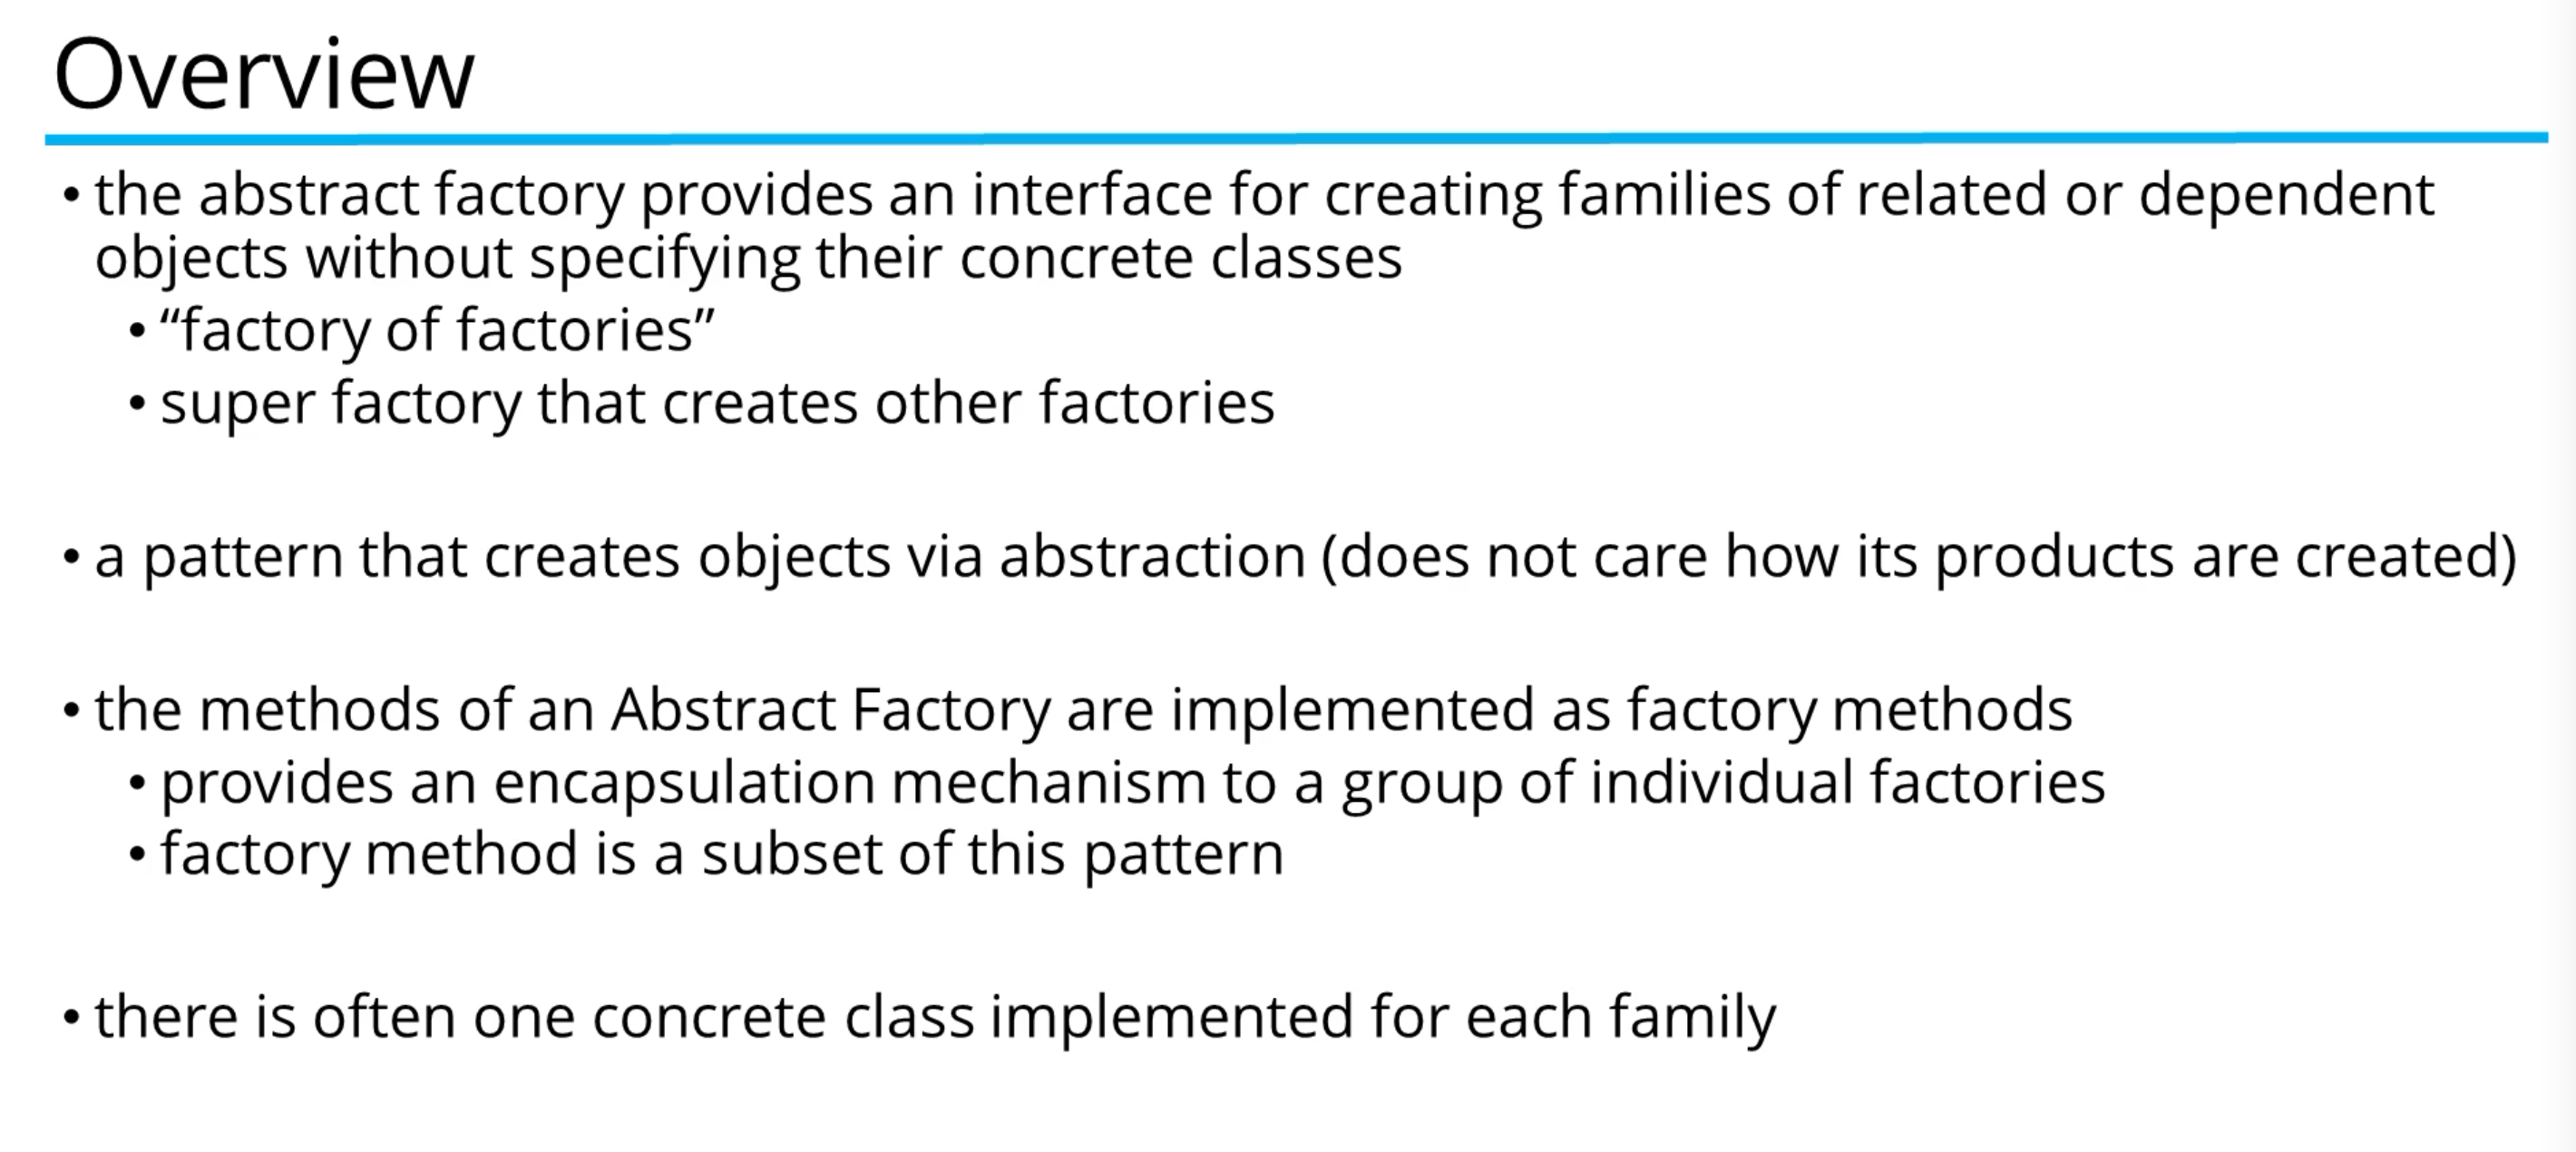 Overview
• the abstract factory provides an interface for creating families of related or dependent
objects without specifying their concrete classes
• “factory of factories”
• super factory that creates other factories
• a pattern that creates objects via abstraction (does not care how its products are created)
• the methods of an Abstract Factory are implemented as factory methods
• provides an encapsulation mechanism to a group of individual factories
• factory method is a subset of this pattern
• there is often one concrete class implemented for each family